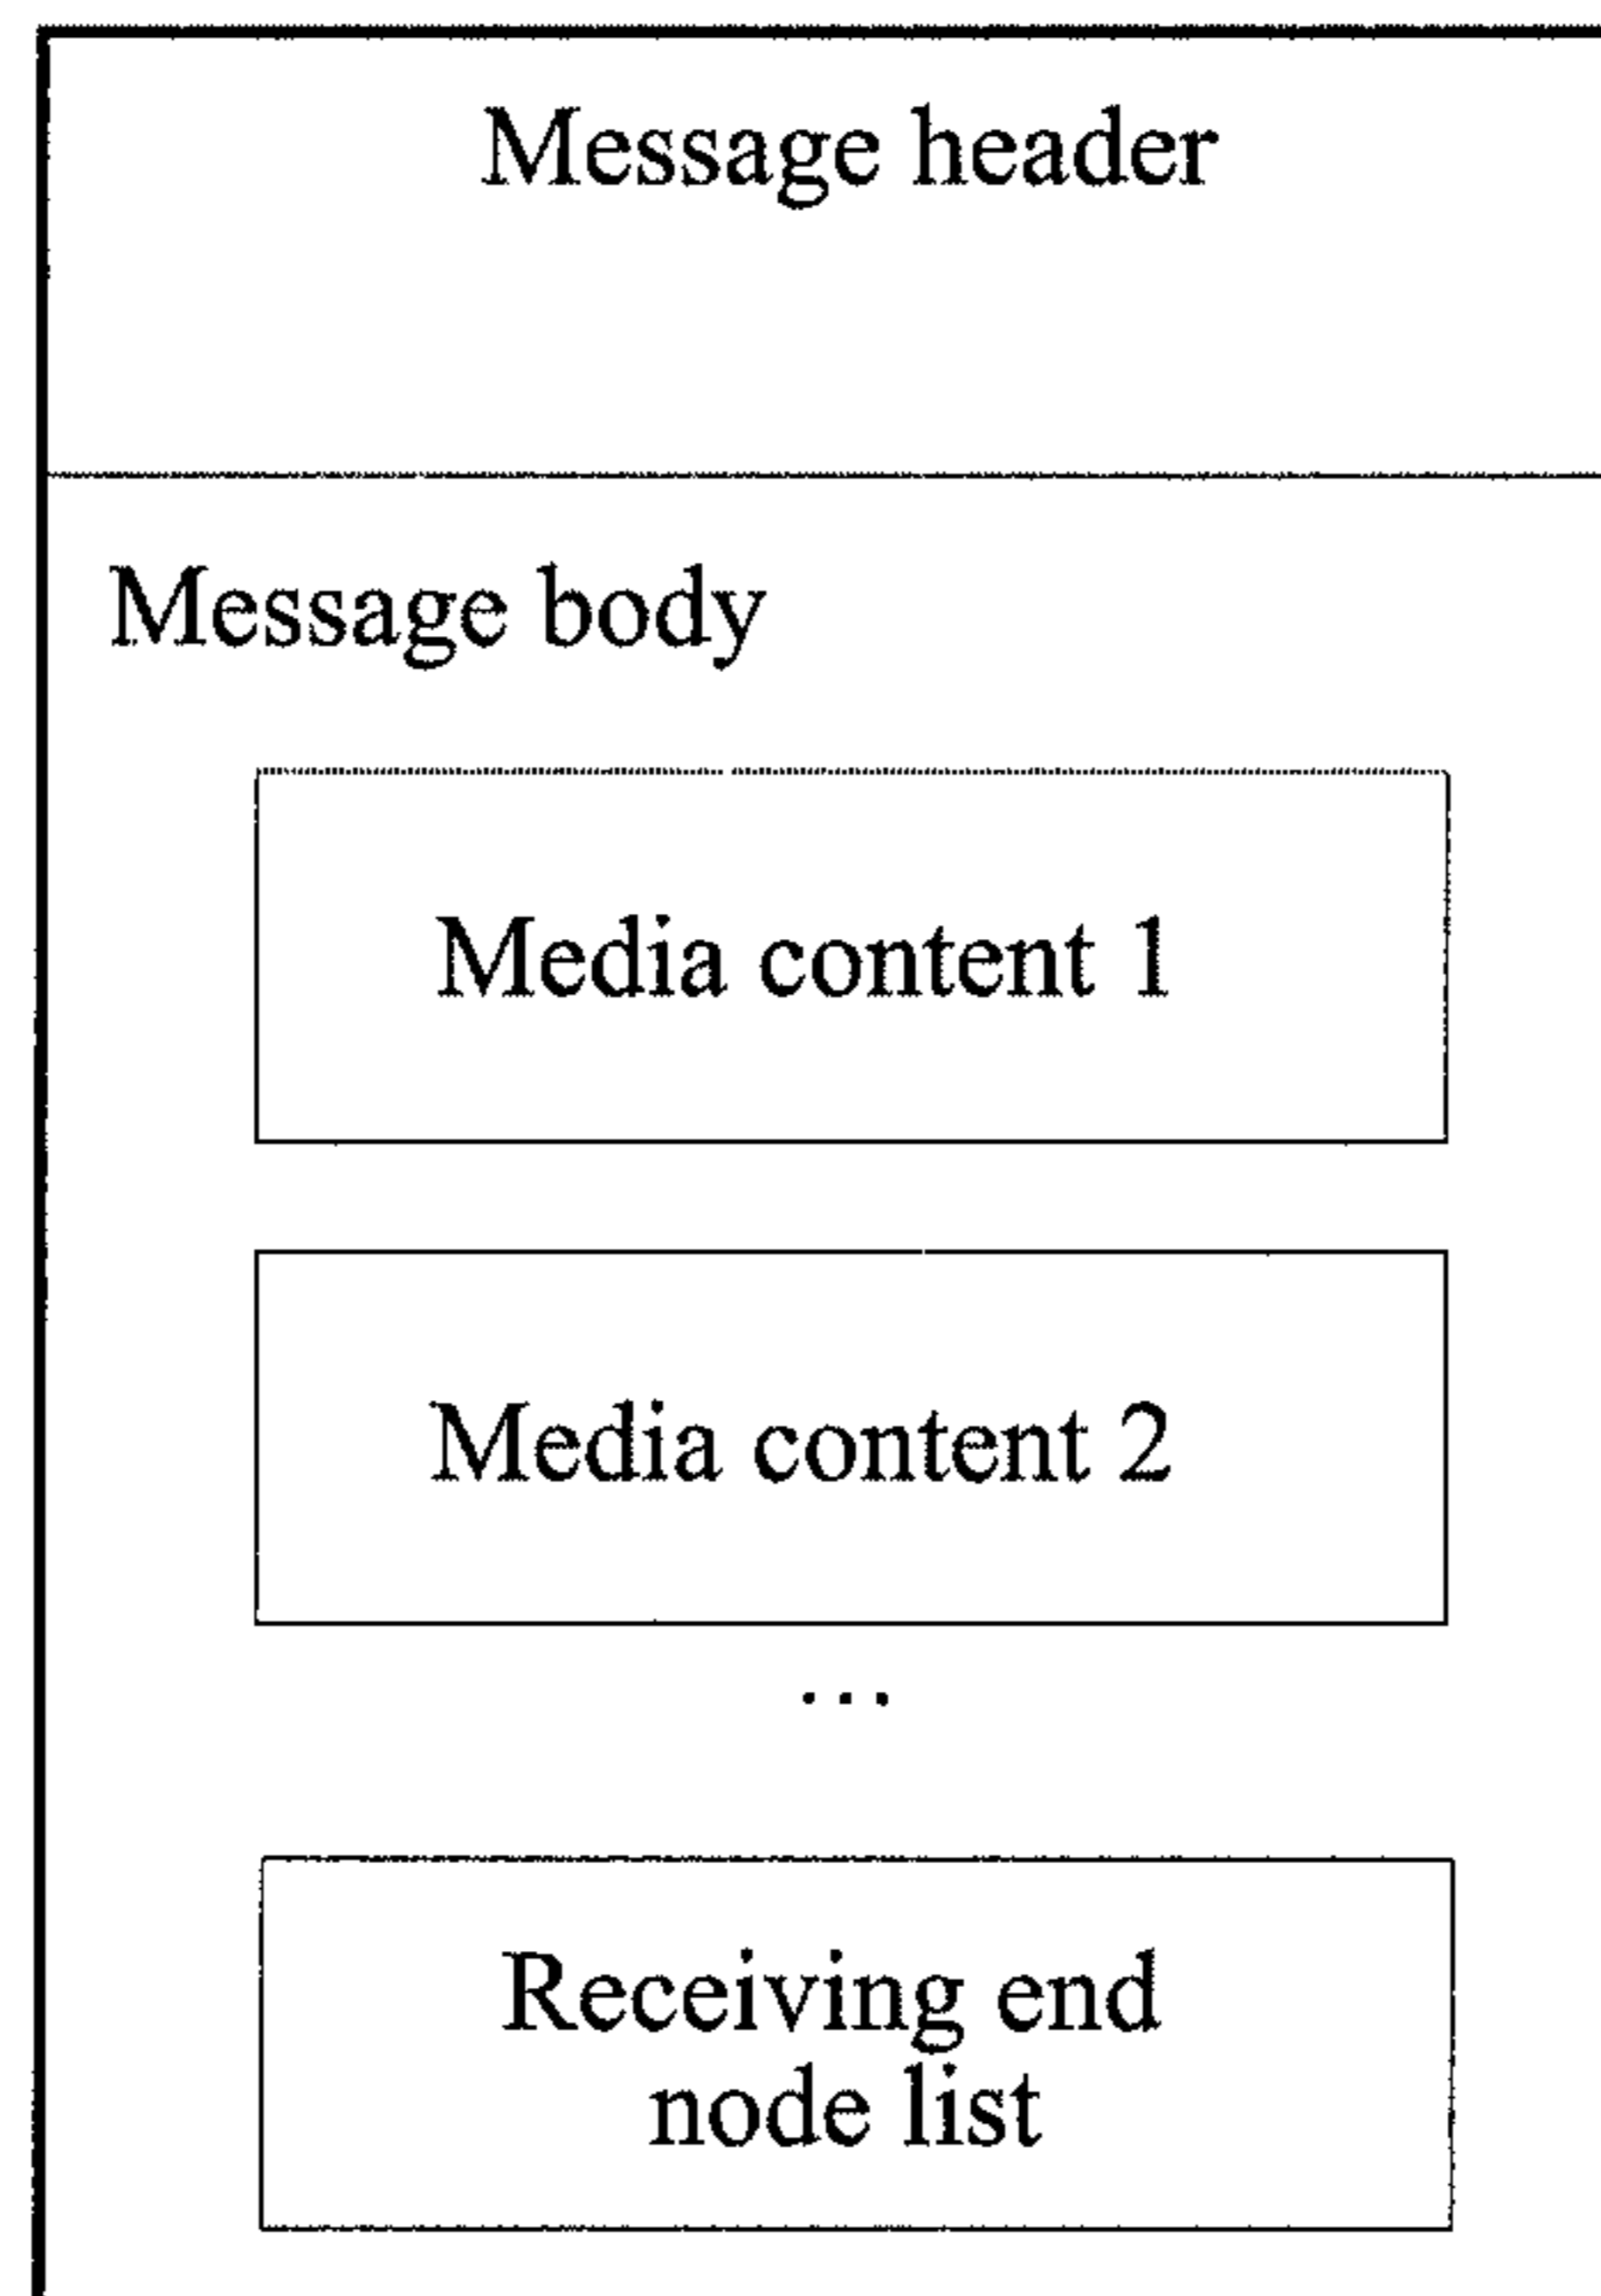 Message header
Message body
Media content 1
Media content 2
...
Receiving end
node list